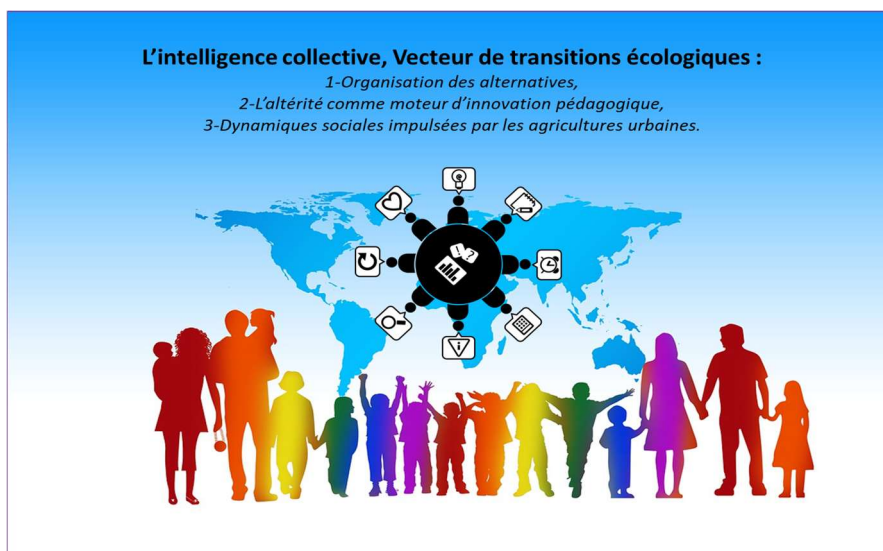 L’intelligence collective, Vecteur de transitions écologiques :
1-Organisation des alternatives,
2-L’altérité comme moteur d’innovation pédagogique,
3-Dynamiques sociales impulsées par les agricultures urbaines.
! ?
i